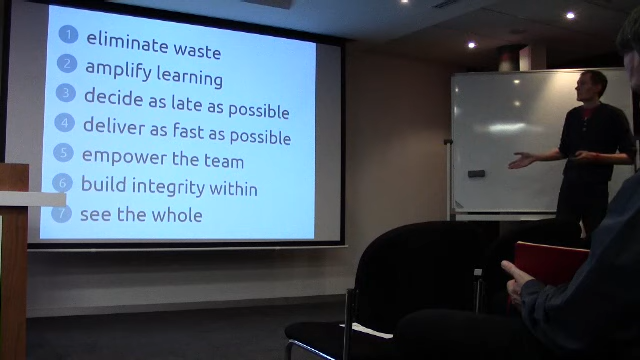 1 eliminate waste
2 amplify learning
3 decide as late as possible
4 deliver as fast as possible
5 empower the team
6 build integrity within
7 see the whole